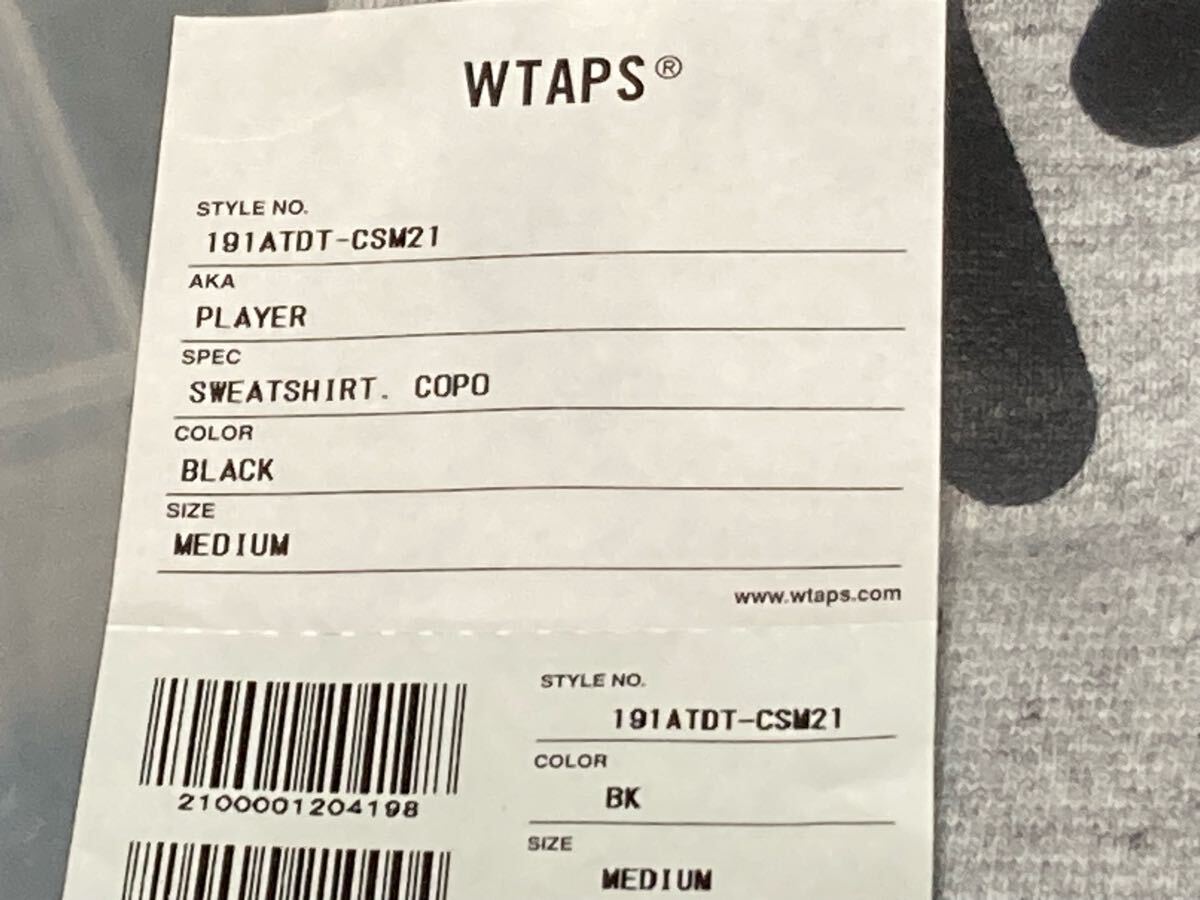 WTAPS®
STYLE NO.
191ATDT-CSM21
AKA
PLAYER
SPEC
SWEATSHIRT. COPO
COLOR
BLACK
SIZE
MEDIUM
www.wtaps.com
2100001204198
STYLE NO.
191ATDT-CSM21
COLOR
BK
SIZE
MEDIUM